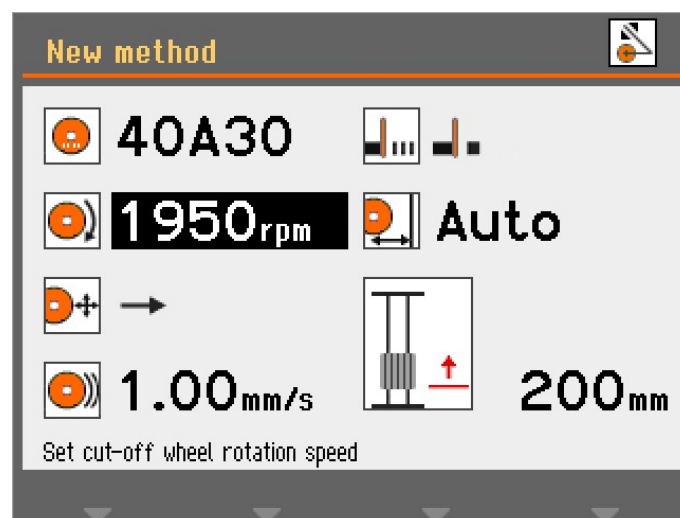 New method
40A30
1950rpm
Auto
1.00mm/s
200mm
Set cut-off wheel rotation speed